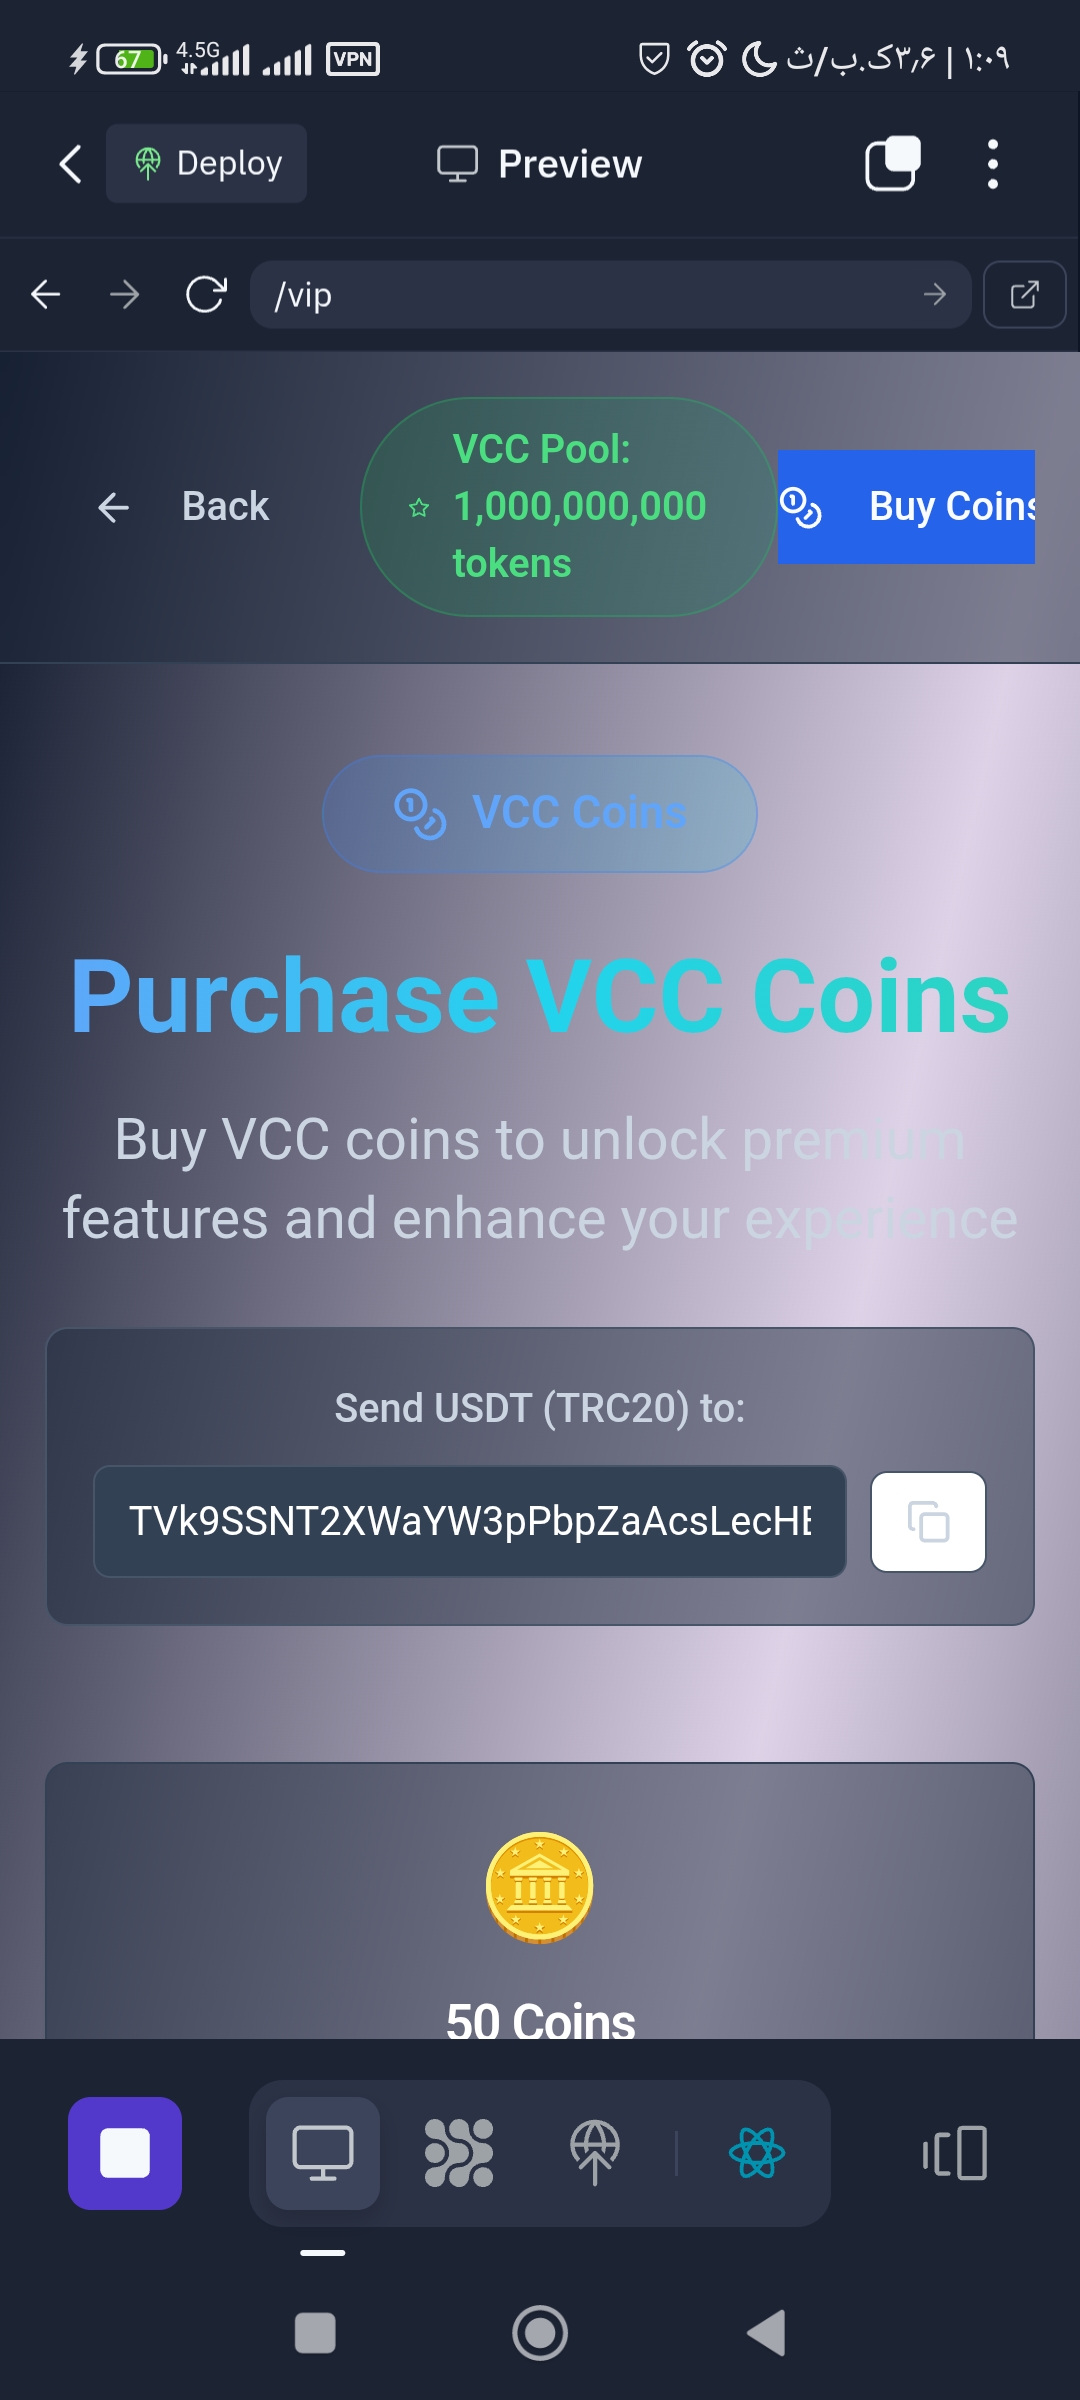 67 4.5G VPN ۳٫۶ک.ب/ث | ۱:۰۹
Deploy Preview
/vip
Back
VCC Pool:
1,000,000,000
tokens
Buy Coins
VCC Coins
Purchase VCC Coins
Buy VCC coins to unlock premium
features and enhance your experience
Send USDT (TRC20) to:
TVk9SSNT2XWaYW3pPbpZaAcsLecH
50 Coins